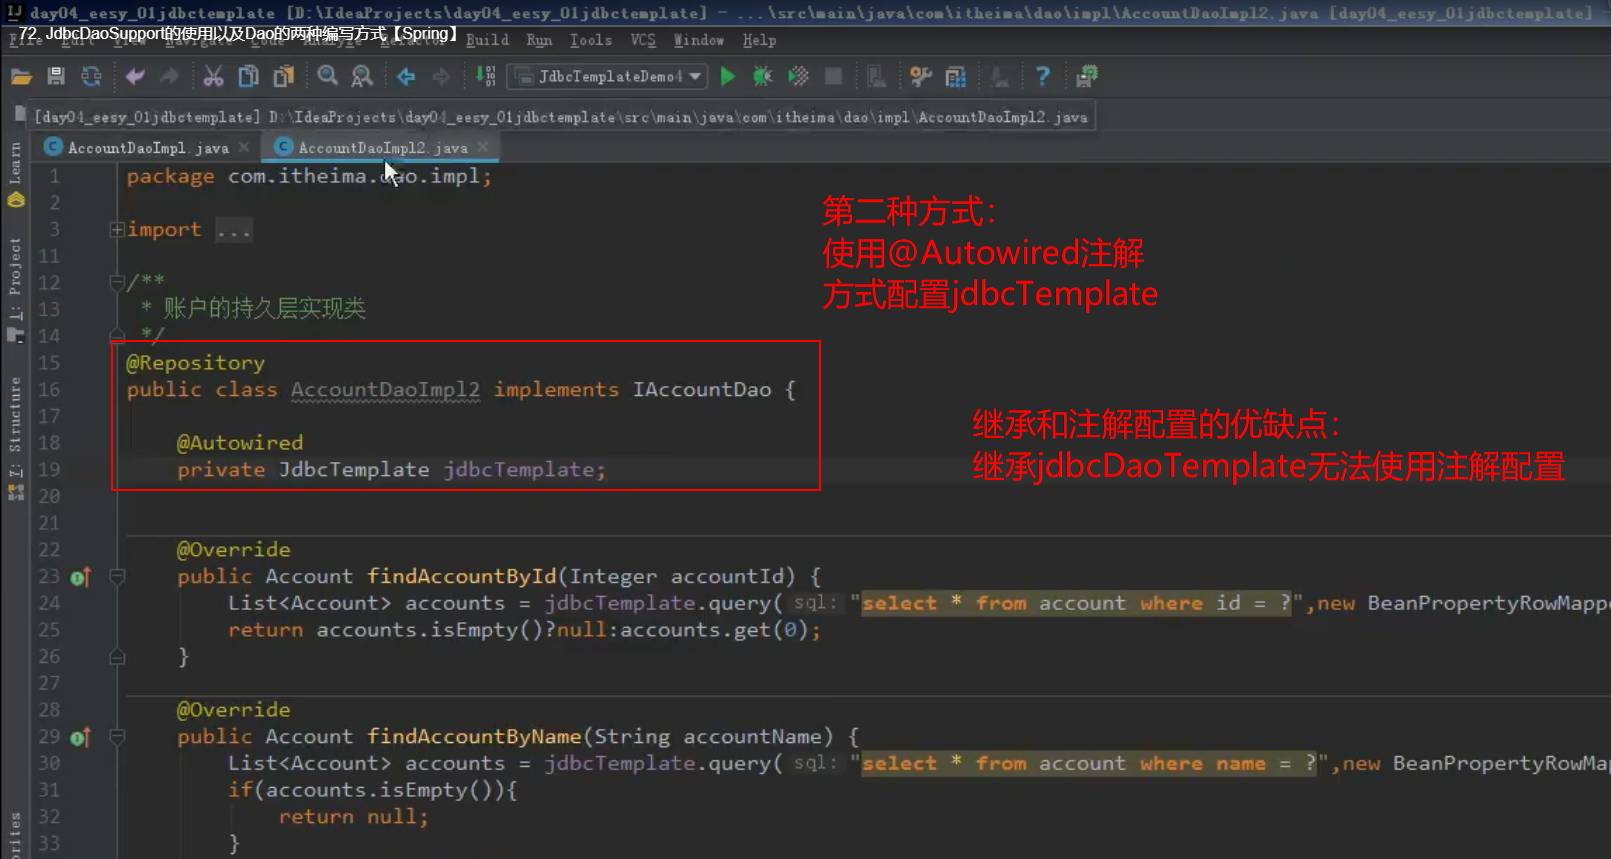 day04_eesy_01jdbctemplate [D:\IdeaProjects\day04_eesy_01jdbctemplate] - ...\src\main\java\com\itheima\dao\impl\AccountDaoImpl2.java [day04_eesy_01jdbctemplate]
72. JdbcDaoSupport的使用以及Dao的两种编写方式【Spring】
File Edit View Navigate Code Analyze Refactor Build Run Tools VCS Window Help
JdbcTemplateDemo4
[day04_eesy_01jdbctemplate] D:\IdeaProjects\day04_eesy_01jdbctemplate\src\main\java\com\itheima\dao\impl\AccountDaoImpl2.java
AccountDaoImpl.java
AccountDaoImpl2.java
Learn
1: Project
7: Structure
1 package com.itheima.dao.impl;
2
3 import ...
11
12 /**
13 * 账户的持久层实现类
14 */
15 @Repository
16 public class AccountDaoImpl2 implements IAccountDao {
17
18 @Autowired
19 private JdbcTemplate jdbcTemplate;
20
21
22 @Override
23 public Account findAccountById(Integer accountId) {
24 List<Account> accounts = jdbcTemplate.query( sql: "select * from account where id = ?",new BeanPropertyRowMapp
25 return accounts.isEmpty()?null:accounts.get(0);
26 }
27
28 @Override
29 public Account findAccountByName(String accountName) {
30 List<Account> accounts = jdbcTemplate.query( sql: "select * from account where name = ?",new BeanPropertyRowMap
31 if(accounts.isEmpty()){
32 return null;
33 }
第二种方式：
使用@Autowired注解
方式配置jdbcTemplate
继承和注解配置的优缺点：
继承jdbcDaoTemplate无法使用注解配置